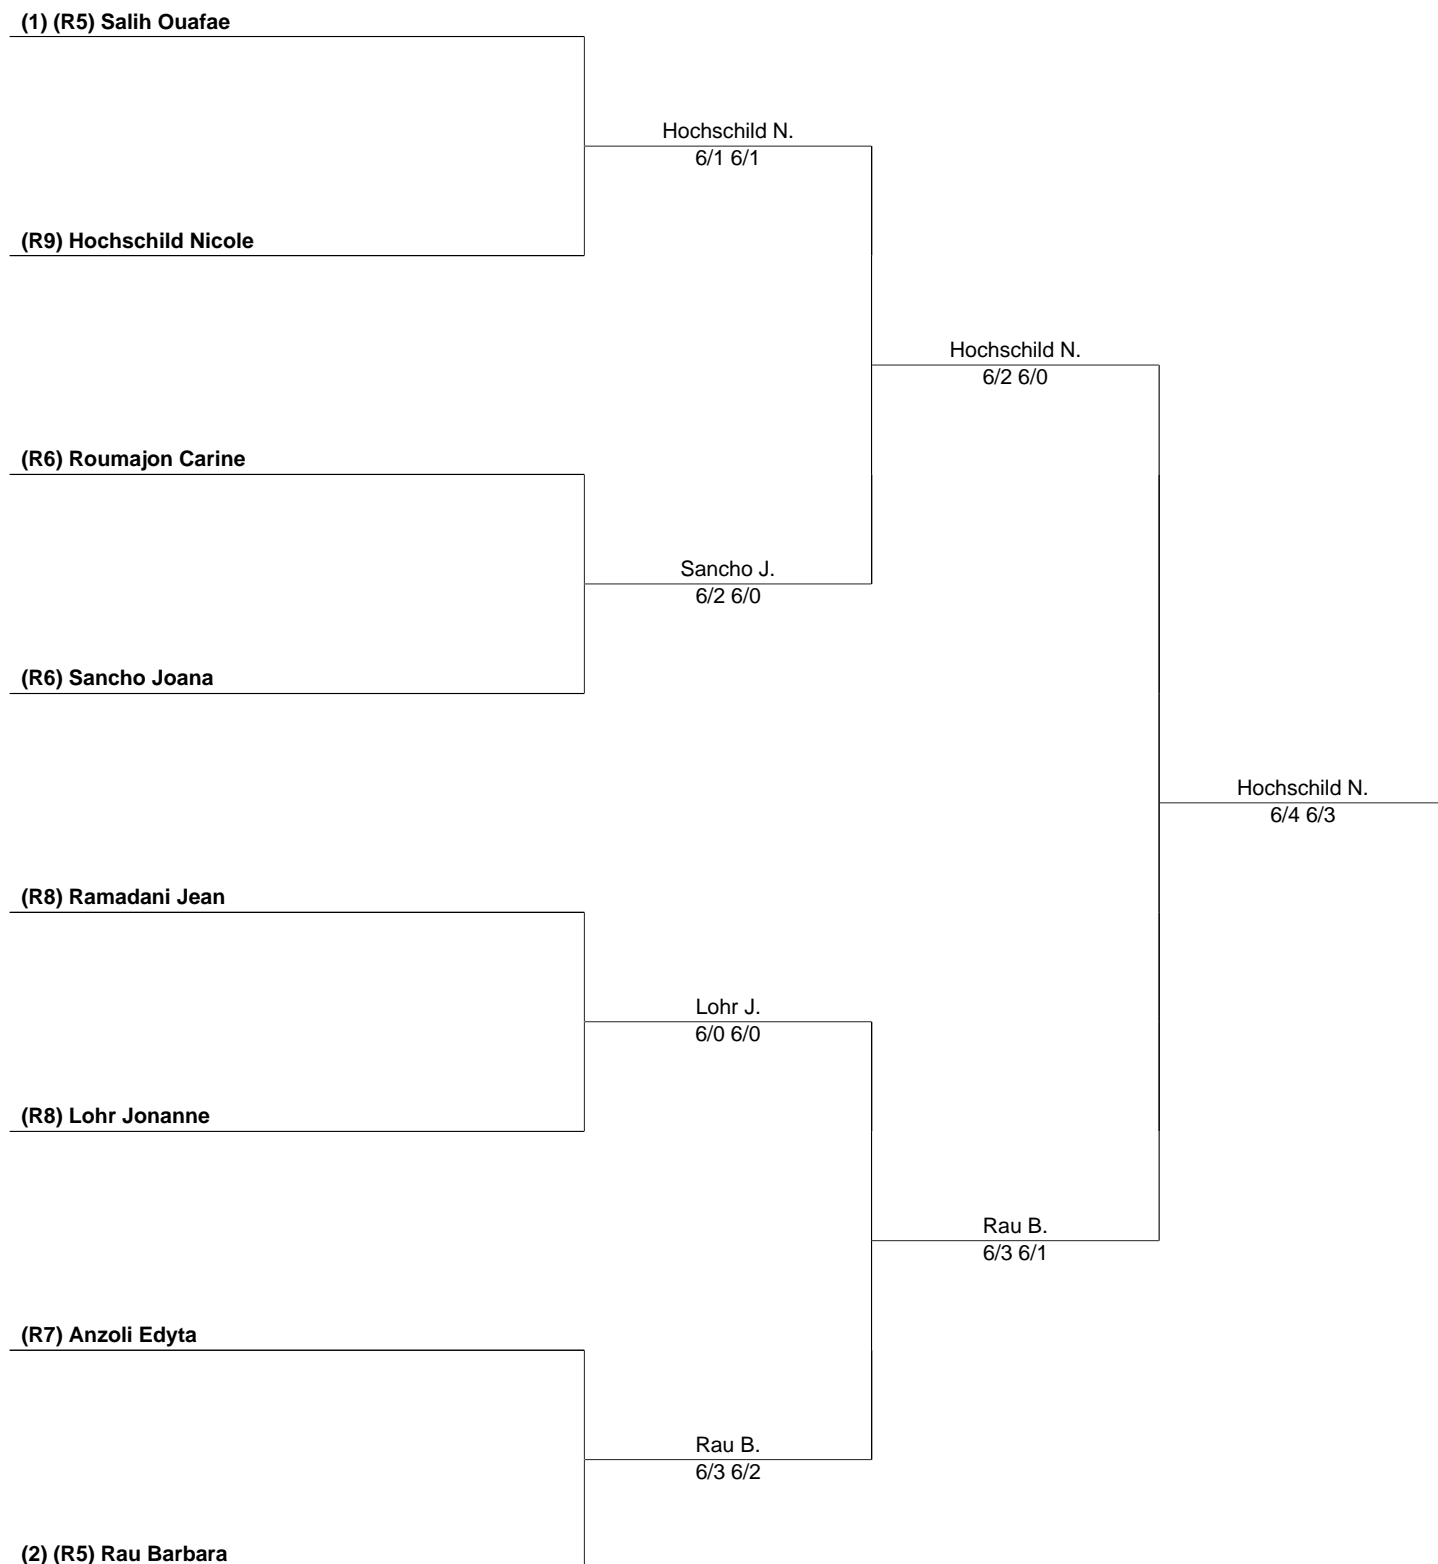 (1) (R5) Salih Ouafae
Hochschild N.
6/1 6/1
(R9) Hochschild Nicole
Hochschild N.
6/2 6/0
(R6) Roumajon Carine
Sancho J.
6/2 6/0
(R6) Sancho Joana
Hochschild N.
6/4 6/3
(R8) Ramadani Jean
Lohr J.
6/0 6/0
(R8) Lohr Jonanne
Rau B.
6/3 6/1
(R7) Anzoli Edyta
Rau B.
6/3 6/2
(2) (R5) Rau Barbara